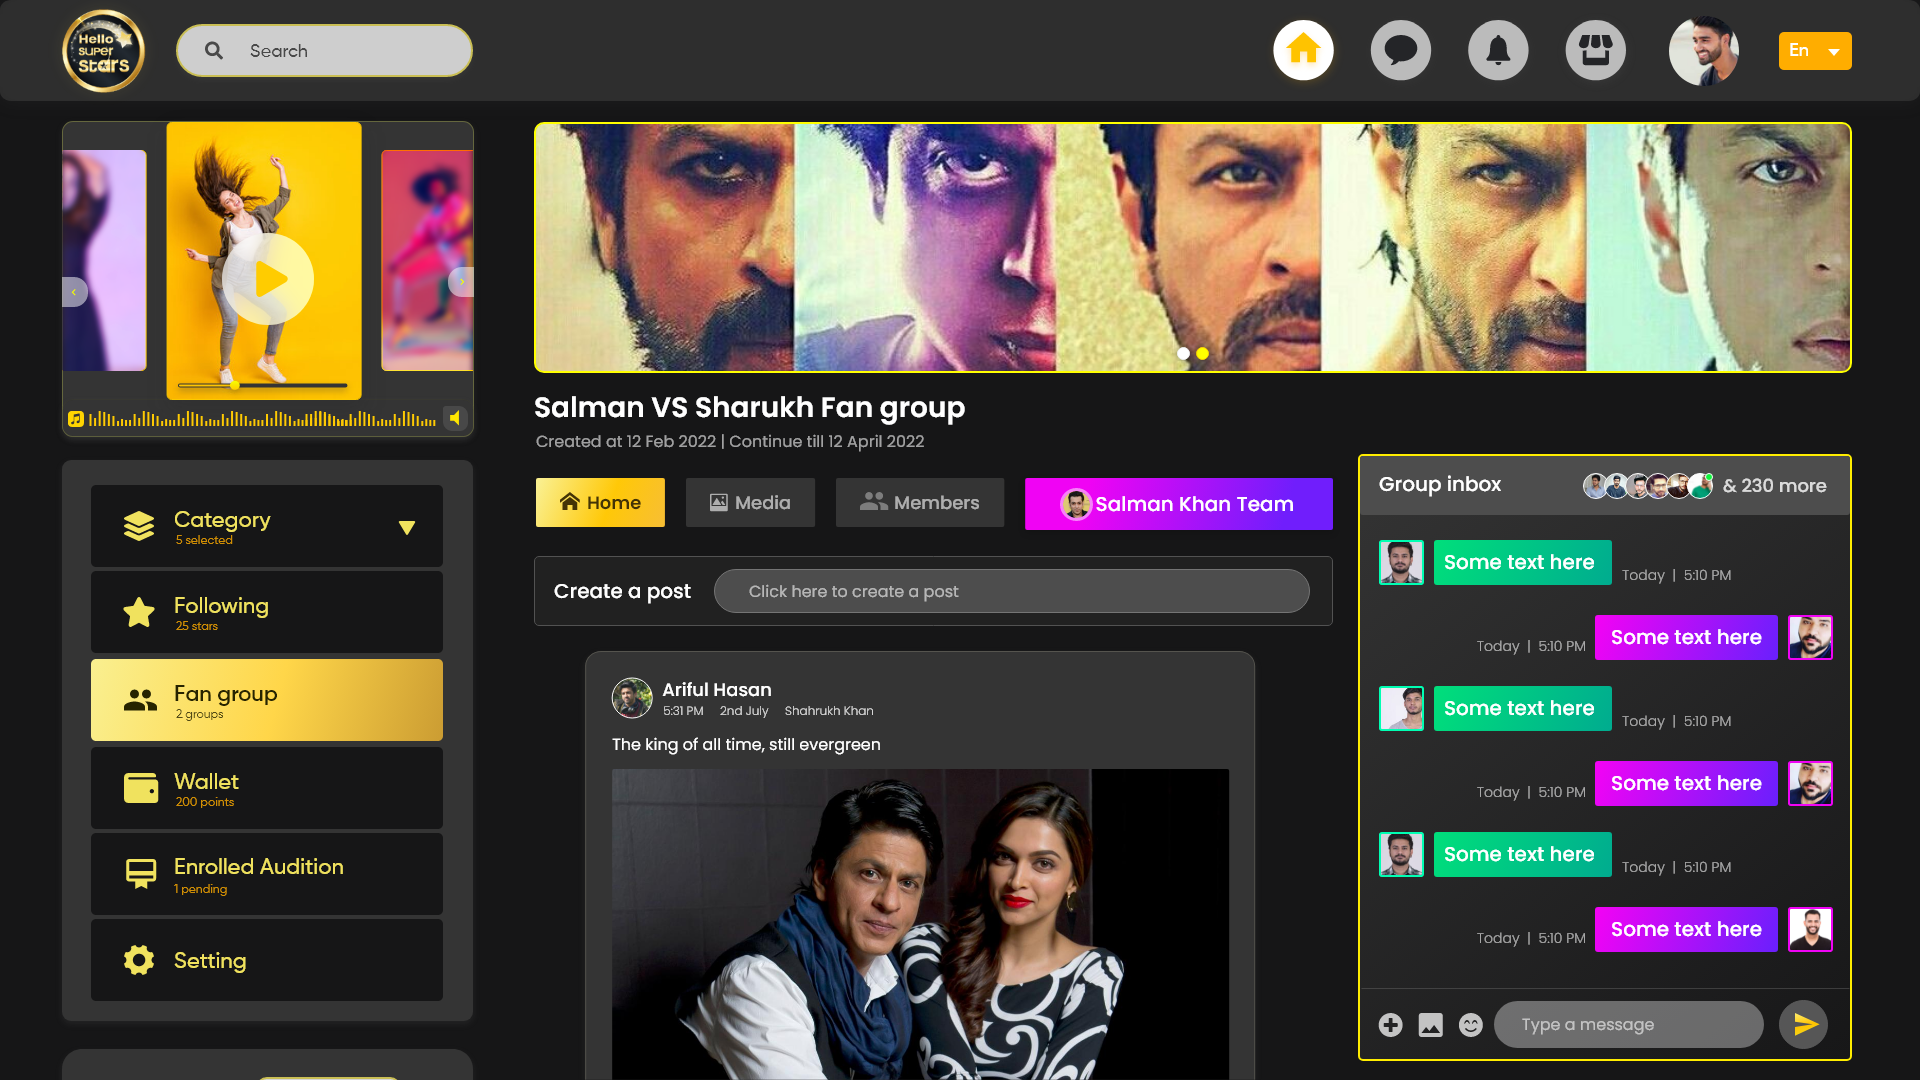 Hello
super
stars
Search
En
Salman VS Sharukh Fan group
Created at 12 Feb 2022 | Continue till 12 April 2022
Home
Media
Members
Salman Khan Team
Category
5 selected
Following
25 stars
Fan group
2 groups
Wallet
200 points
Enrolled Audition
1 pending
Setting
Create a post
Click here to create a post
Ariful Hasan
5:31 PM 2nd July Shahrukh Khan
The king of all time, still evergreen
Group inbox
& 230 more
Some text here
Today | 5:10 PM
Today | 5:10 PM
Some text here
Some text here
Today | 5:10 PM
Today | 5:10 PM
Some text here
Some text here
Today | 5:10 PM
Today | 5:10 PM
Some text here
Type a message